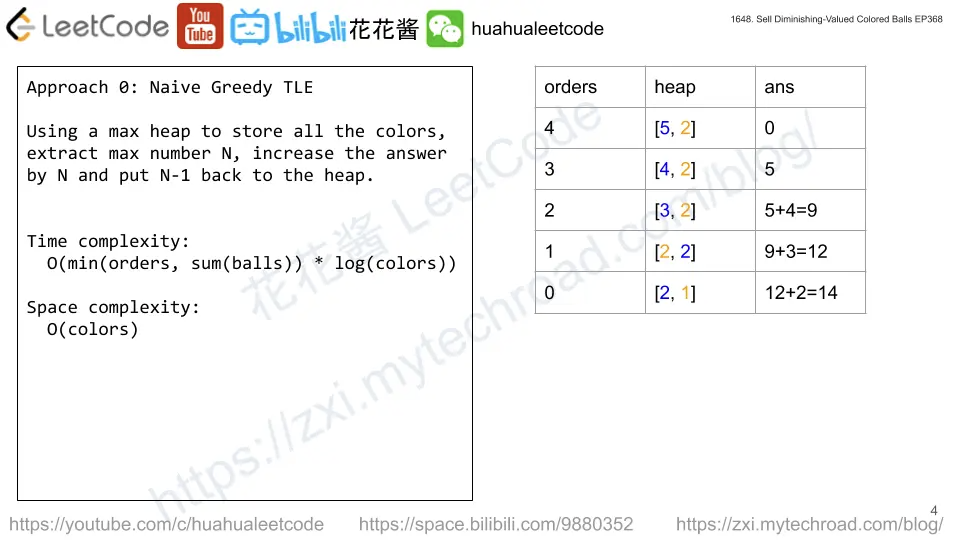 LeetCode You Tube bilibili 花花酱 huahualeetcode
1648. Sell Diminishing-Valued Colored Balls EP368
Approach 0: Naive Greedy TLE
Using a max heap to store all the colors,
extract max number N, increase the answer
by N and put N-1 back to the heap.
Time complexity:
O(min(orders, sum(balls)) * log(colors))
Space complexity:
O(colors)
orders heap ans
4 [5, 2] 0
3 [4, 2] 5
2 [3, 2] 5+4=9
1 [2, 2] 9+3=12
0 [2, 1] 12+2=14
花花酱 LeetCode
https://zxi.mytechroad.com/blog/
4
https://youtube.com/c/huahualeetcode https://space.bilibili.com/9880352 https://zxi.mytechroad.com/blog/